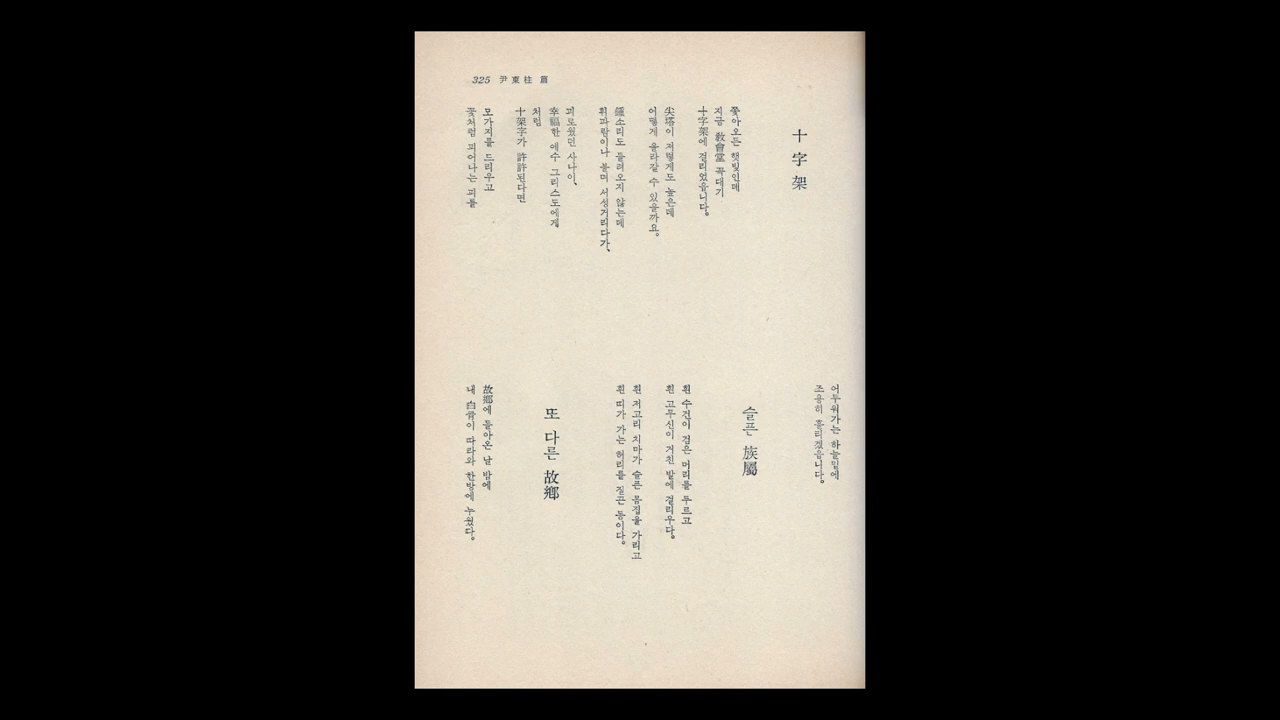 325 尹東柱 篇
十字架
쫓아오든 햇빛인데
지금 敎會堂 꼭대기
十字架에 걸리었읍니다。
尖塔이 저렇게도 높은데
어떻게 올라갈 수 있을까요。
鐘소리도 들려오지 않는데
휘파람이나 불며 서성거리다가、
괴로웠던 사나이、
幸福한 예수 그리스도에게
처럼
十架字가 許許된다면
모가지를 드리우고
꽃처럼 피어나는 피를
어두워가는 하늘밑에
조용히 흘리겠읍니다。
슬픈 族屬
흰 수건이 검은 머리를 두르고
흰 고무신이 거친 발에 걸리우다。
흰 저고리 치마가 슬픈 몸집을 가리고
흰 띠가 가는 허리를 질끈 동이다。
또 다른 故鄕
故鄕에 돌아온 날 밤에
내 白骨이 따라와 한방에 누웠다。